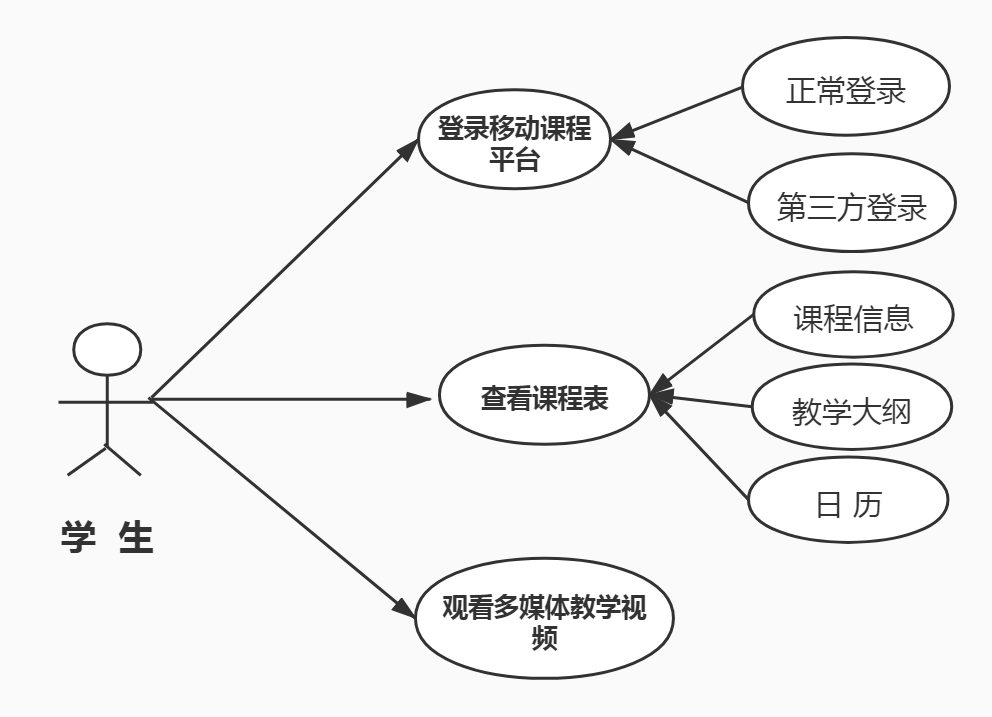 正常登录
登录移动课程
平台
第三方登录
课程信息
查看课程表
教学大纲
日 历
学 生
观看多媒体教学视
频